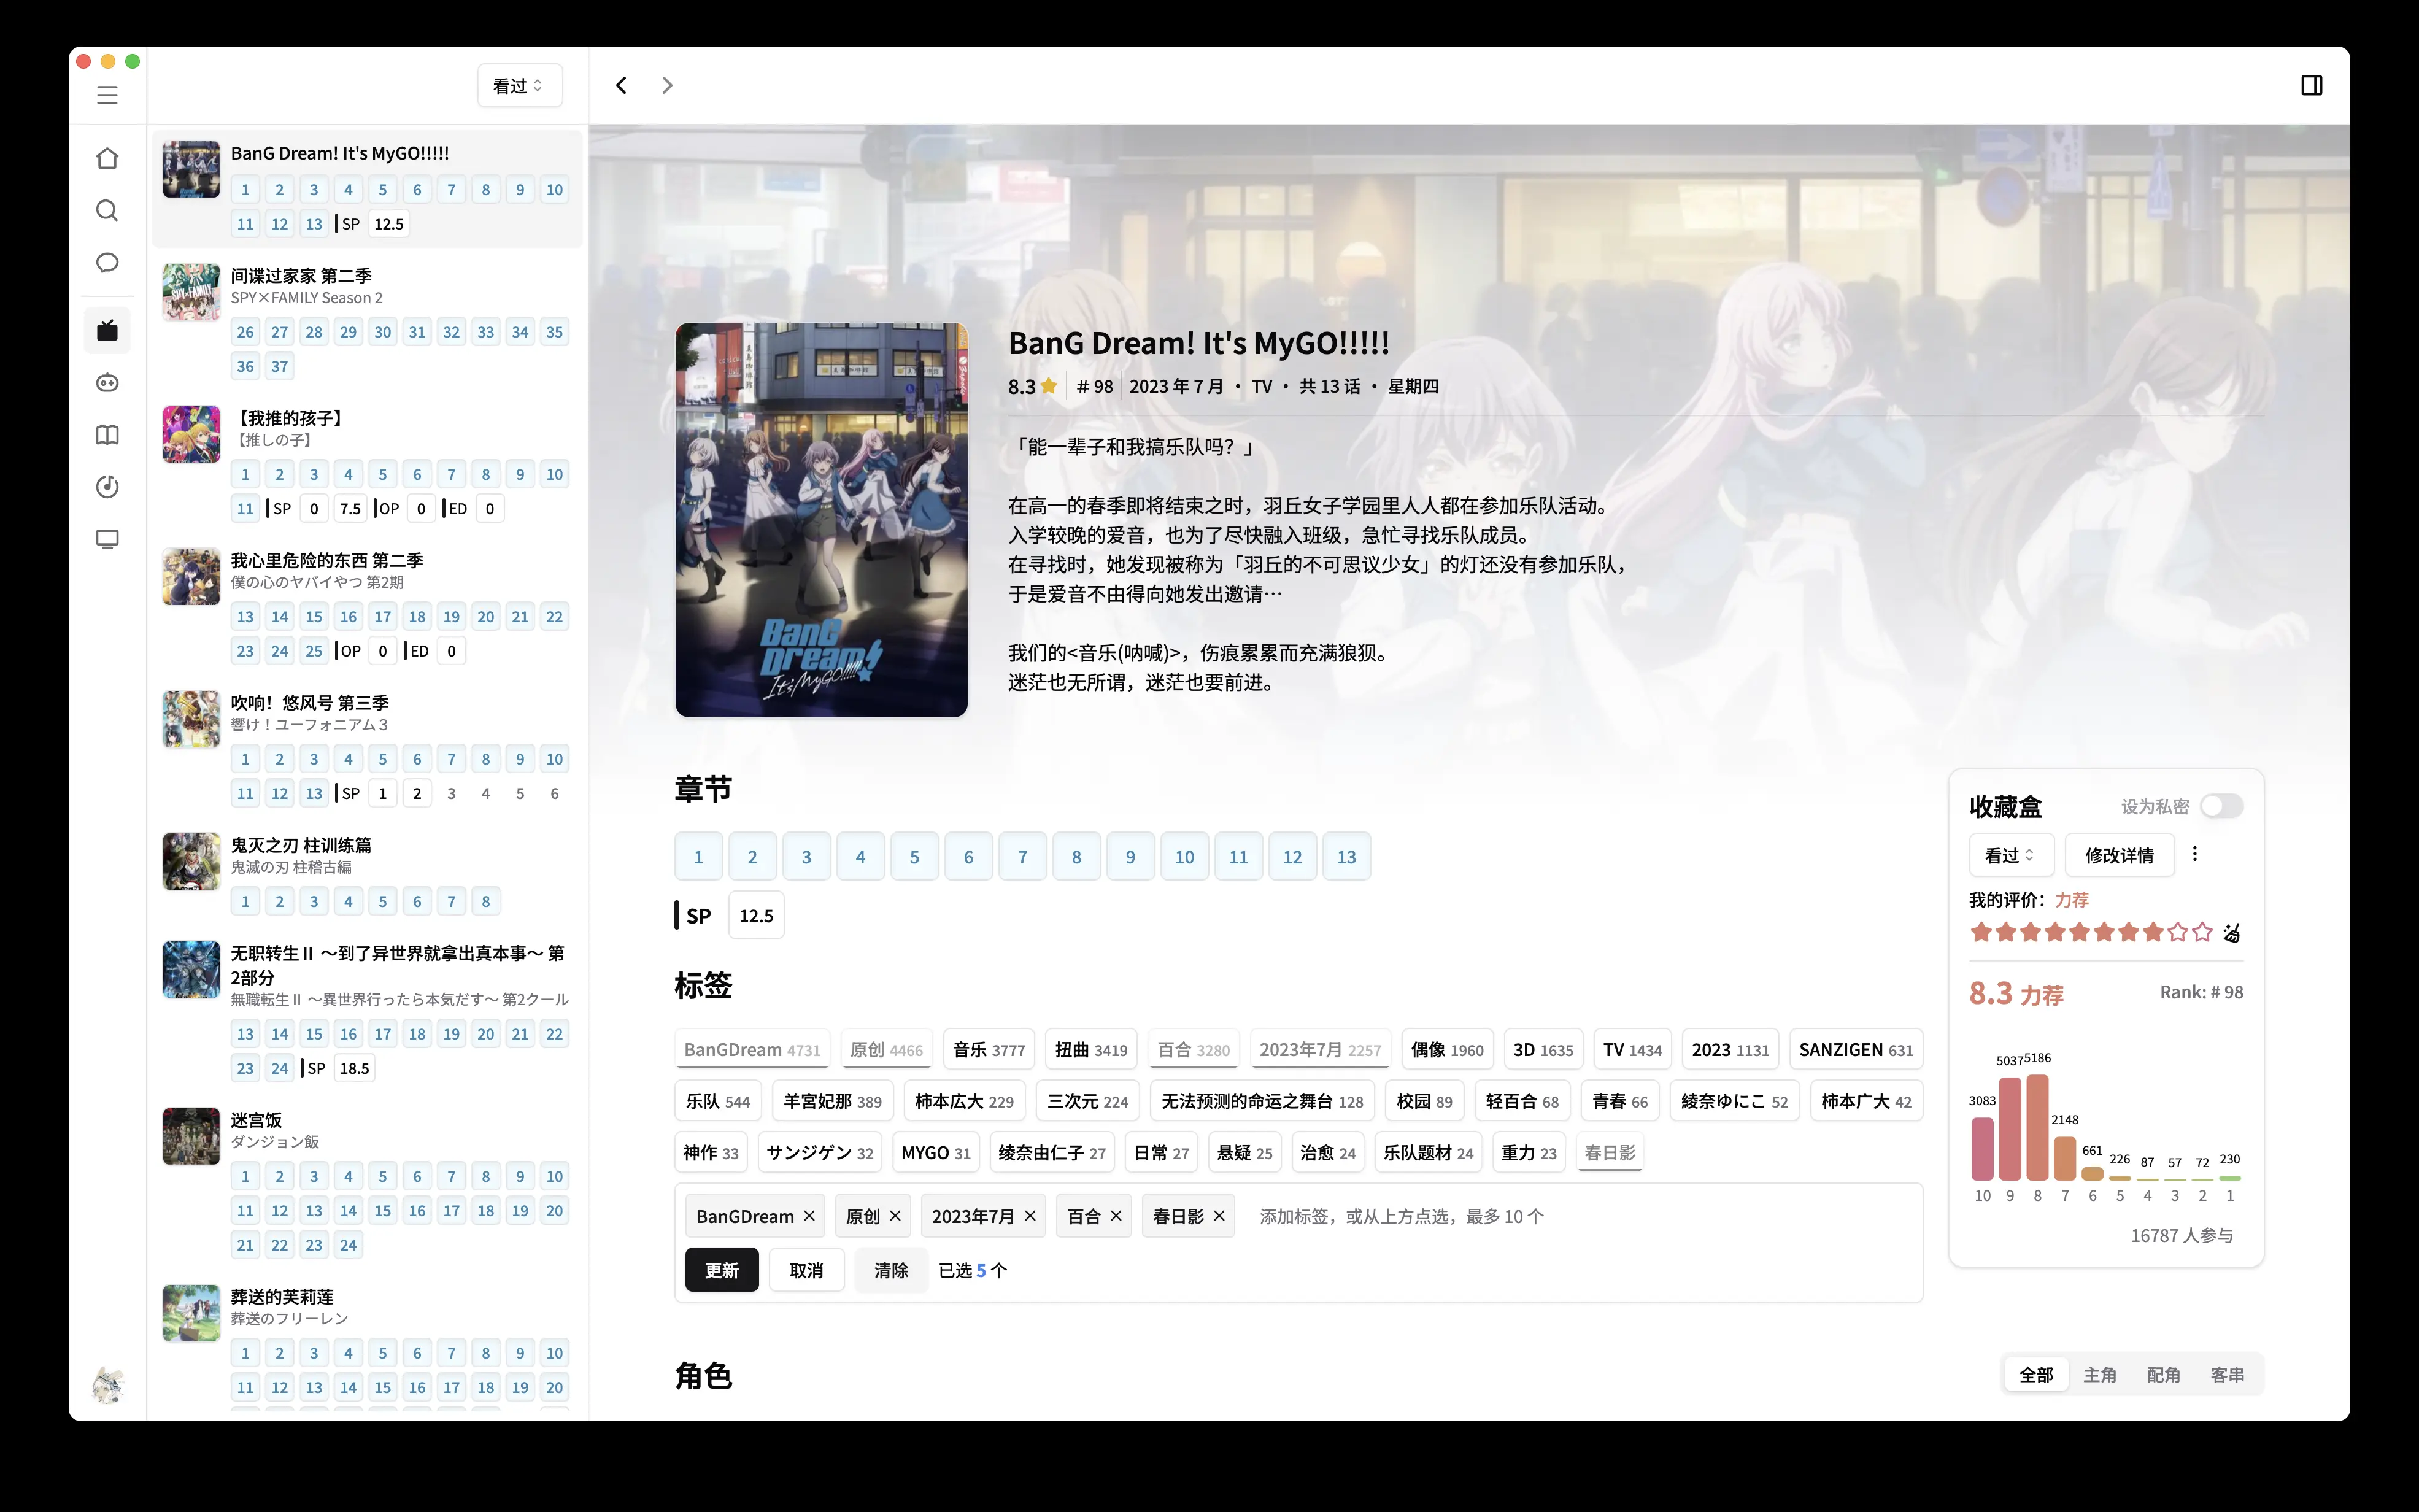 看过
BanG Dream! It's MyGO!!!!!
1 2 3 4 5 6 7 8 9 10
11 12 13 SP 12.5
间谍过家家 第二季
SPY×FAMILY Season 2
26 27 28 29 30 31 32 33 34 35
36 37
【我推的孩子】
【推しの子】
1 2 3 4 5 6 7 8 9 10
11 SP 0 7.5 OP 0 ED 0
我心里危险的东西 第二季
僕の心のヤバイやつ 第2期
13 14 15 16 17 18 19 20 21 22
23 24 25 OP 0 ED 0
吹响！悠风号 第三季
響け！ユーフォニアム３
1 2 3 4 5 6 7 8 9 10
11 12 13 SP 1 2 3 4 5 6
鬼灭之刃 柱训练篇
鬼滅の刃 柱稽古編
1 2 3 4 5 6 7 8
无职转生Ⅱ ～到了异世界就拿出真本事～ 第
2部分
無職転生Ⅱ ～異世界行ったら本気だす～ 第2クール
13 14 15 16 17 18 19 20 21 22
23 24 SP 18.5
迷宫饭
ダンジョン飯
1 2 3 4 5 6 7 8 9 10
11 12 13 14 15 16 17 18 19 20
21 22 23 24
葬送的芙莉莲
葬送のフリーレン
1 2 3 4 5 6 7 8 9 10
11 12 13 14 15 16 17 18 19 20
BanG Dream! It's MyGO!!!!!
BanG Dream! It's MyGO!!!!!
8.3 # 98 2023 年 7 月 · TV · 共 13 话 · 星期四
「能一辈子和我搞乐队吗？」
在高一的春季即将结束之时，羽丘女子学园里人人都在参加乐队活动。
入学较晚的爱音，也为了尽快融入班级，急忙寻找乐队成员。
在寻找时，她发现被称为「羽丘的不可思议少女」的灯还没有参加乐队，
于是爱音不由得向她发出邀请…
我们的<音乐(呐喊)>，伤痕累累而充满狼狈。
迷茫也无所谓，迷茫也要前进。
章节
1 2 3 4 5 6 7 8 9 10 11 12 13
SP 12.5
标签
BanGDream 4731 原创 4466 音乐 3777 扭曲 3419 百合 3280 2023年7月 2257 偶像 1960 3D 1635 TV 1434 2023 1131 SANZIGEN 631
乐队 544 羊宫妃那 389 柿本広大 229 三次元 224 无法预测的命运之舞台 128 校园 89 轻百合 68 青春 66 綾奈ゆにこ 52 柿本广大 42
神作 33 サンジゲン 32 MYGO 31 绫奈由仁子 27 日常 27 悬疑 25 治愈 24 乐队题材 24 重力 23 春日影
BanGDream 原创 2023年7月 百合 春日影 添加标签，或从上方点选，最多 10 个
更新 取消 清除 已选 5 个
收藏盒 设为私密
看过 修改详情
我的评价：力荐
8.3 力荐 Rank: # 98
3083 5037 5186 2148 661 226 87 57 72 230
10 9 8 7 6 5 4 3 2 1
16787 人参与
角色 全部 主角 配角 客串